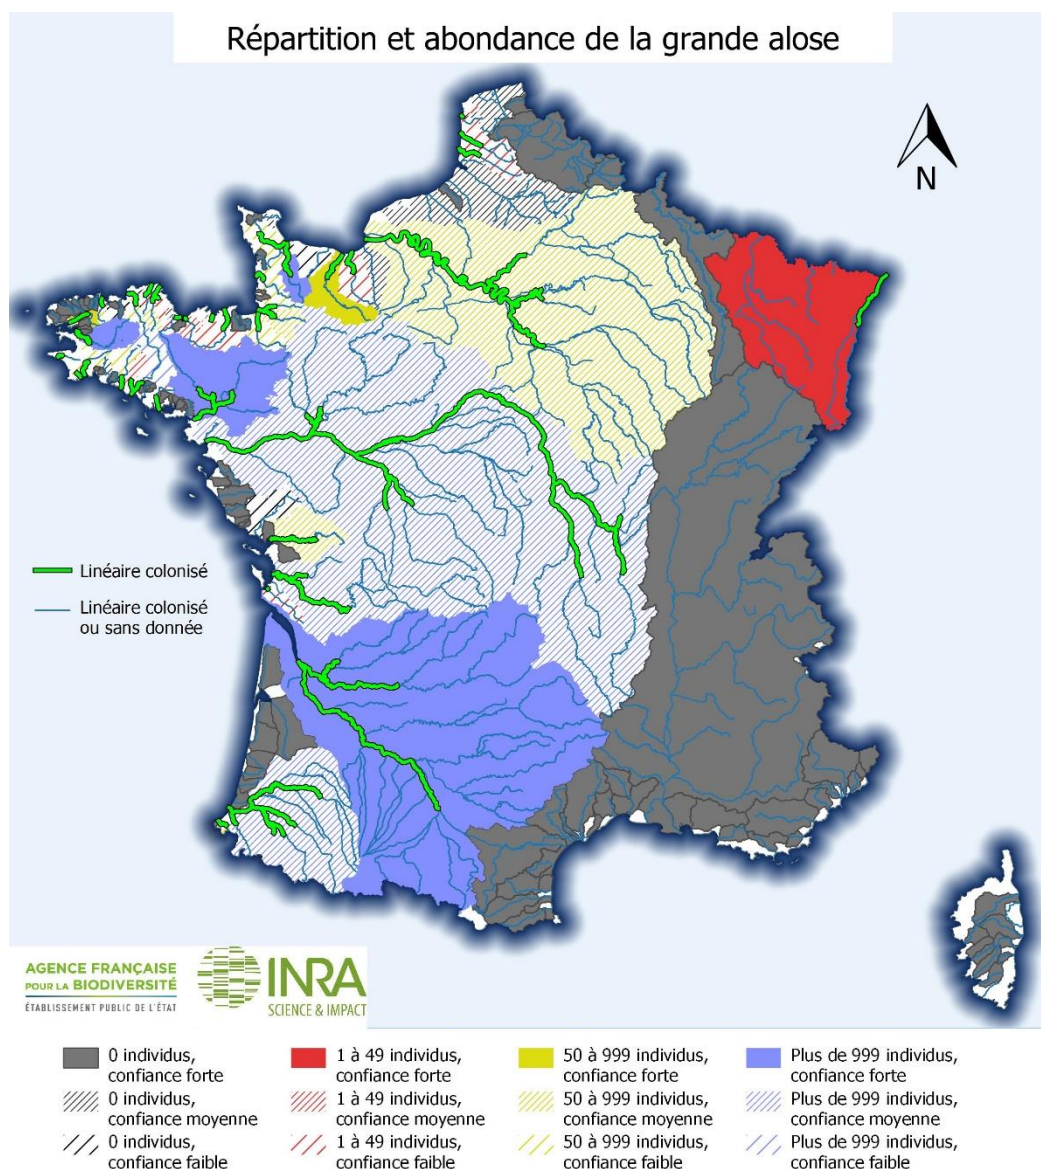 Répartition et abondance de la grande alose
N
Linéaire colonisé
Linéaire colonisé
ou sans donnée
AGENCE FRANÇAISE
POUR LA BIODIVERSITÉ
ÉTABLISSEMENT PUBLIC DE L'ÉTAT
INRA
SCIENCE & IMPACT
0 individus,
confiance forte
1 à 49 individus,
confiance forte
50 à 999 individus,
confiance forte
Plus de 999 individus,
confiance forte
0 individus,
confiance moyenne
1 à 49 individus,
confiance moyenne
50 à 999 individus,
confiance moyenne
Plus de 999 individus,
confiance moyenne
0 individus,
confiance faible
1 à 49 individus,
confiance faible
50 à 999 individus,
confiance faible
Plus de 999 individus,
confiance faible